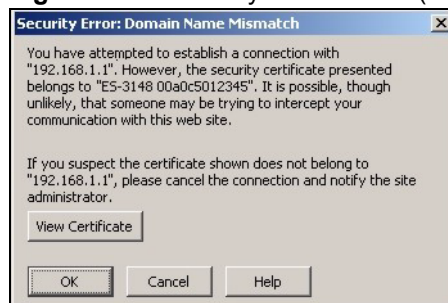 Security Error: Domain Name Mismatch
You have attempted to establish a connection with
"192.168.1.1". However, the security certificate presented
belongs to "ES-3148 00a0c5012345". It is possible, though
unlikely, that someone may be trying to intercept your
communication with this web site.
If you suspect the certificate shown does not belong to
"192.168.1.1", please cancel the connection and notify the site
administrator.
View Certificate
OK Cancel Help